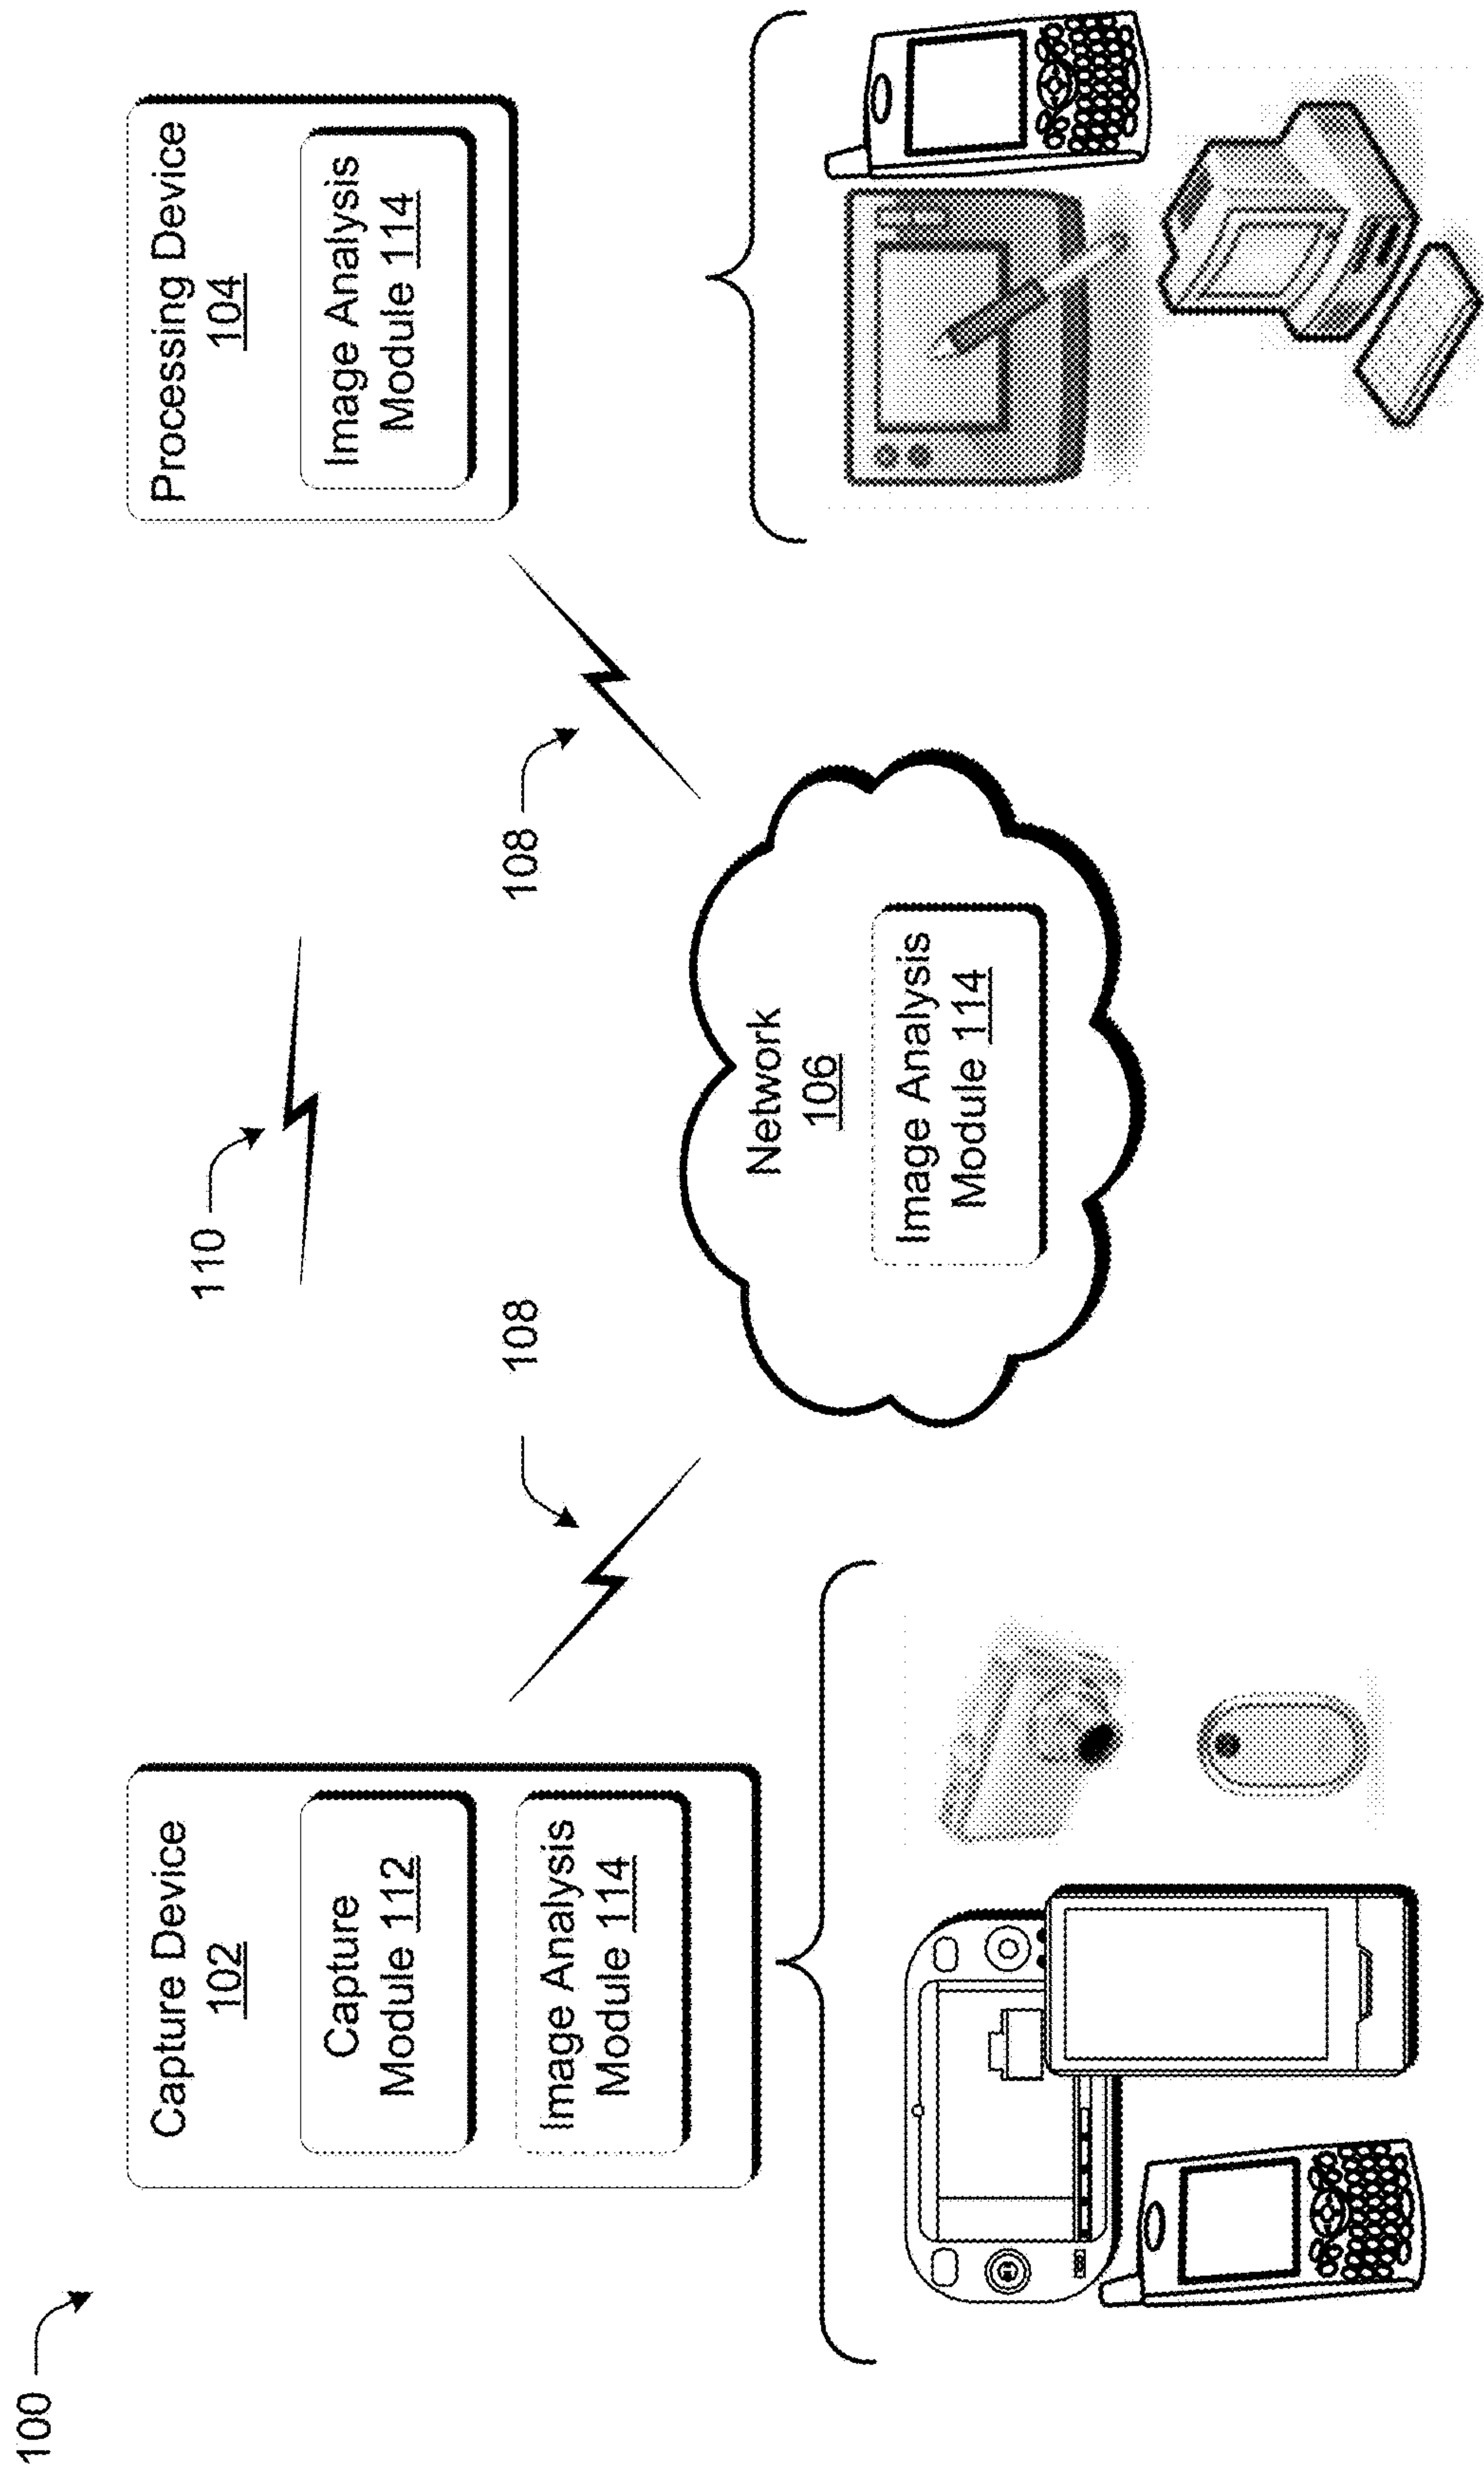 100
Capture Device
102
Capture
Module 112
Image Analysis
Module 114
110
108
108
Network
106
Image Analysis
Module 114
Processing Device
104
Image Analysis
Module 114